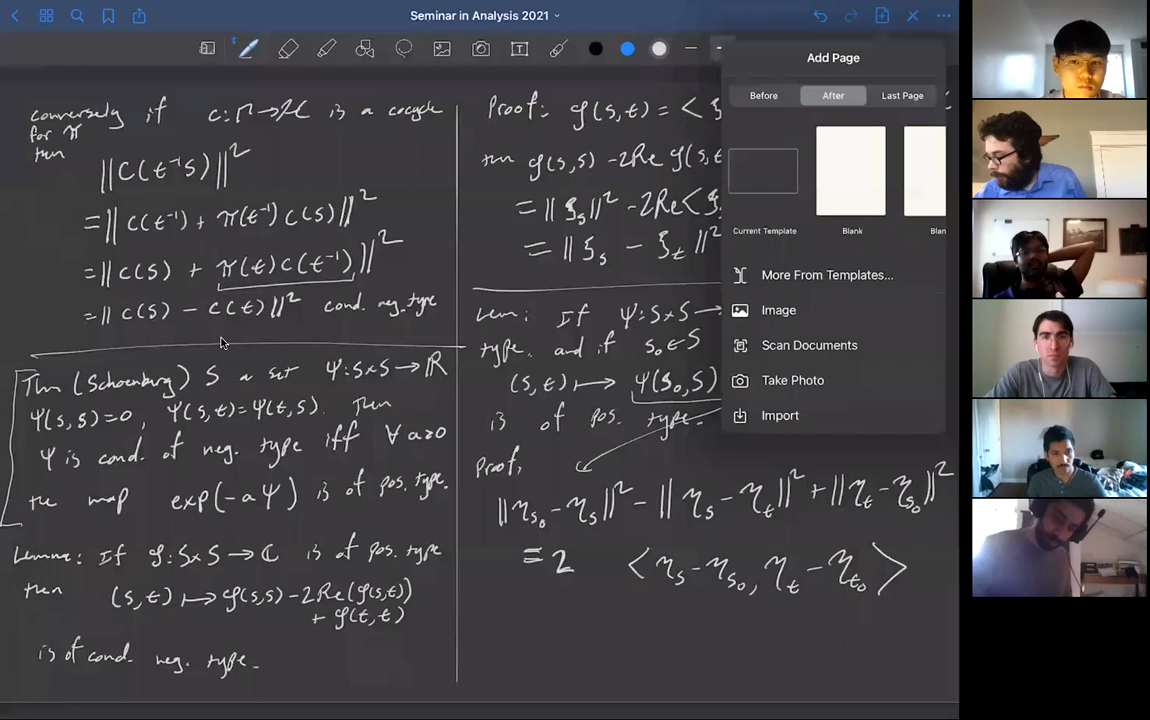 Seminar in Analysis 2021
conversely if c: Γ → H is a cocycle
for π
then
||C(t⁻¹s)||²
= ||C(t⁻¹) + π(t⁻¹)C(s)||²
= ||C(s) + π(t)C(t⁻¹)||²
= ||C(s) − C(t)||² cond. neg. type
Thm (Schoenburg) S a set Ψ: S×S → ℝ
Ψ(s,s)=0, Ψ(s,t)=Ψ(t,s). Then
Ψ is cond. of neg. type iff ∀ a≥0
the map exp(-aΨ) is of pos. type.
Lemma: If φ: S×S → ℂ is of pos. type
then (s,t) ↦ φ(s,s) − 2Re(φ(s,t))
+ φ(t,t)
is of cond. neg. type.
Proof: φ(s,t) = < ξ
then φ(s,s) − 2Re φ(s,t
= ||ξ_s||² − 2Re<ξ
= ||ξ_s − ξ_t||²
Lem: If Ψ: S×S →
type. and if s₀ ∈ S
(s,t) ↦ Ψ(s₀,s)
is of pos. type.
Proof.
||η_{s₀} − η_s||² − ||η_s − η_t||² + ||η_t − η_{s₀}||²
= 2 < η_s − η_{s₀}, η_t − η_{t₀} >
Add Page
Before After Last Page
Current Template Blank Blan
More From Templates...
Image
Scan Documents
Take Photo
Import